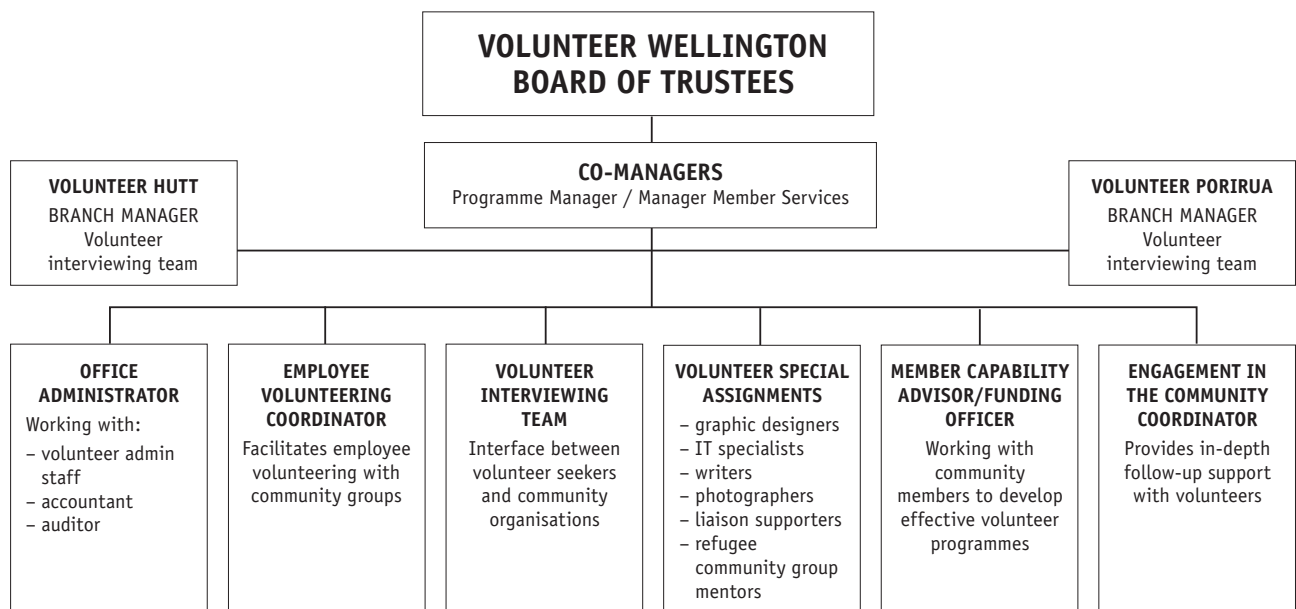 VOLUNTEER WELLINGTON
BOARD OF TRUSTEES
CO-MANAGERS
Programme Manager / Manager Member Services
VOLUNTEER HUTT
BRANCH MANAGER
Volunteer
interviewing team
VOLUNTEER PORIRUA
BRANCH MANAGER
Volunteer
interviewing team
OFFICE
ADMINISTRATOR
Working with:
– volunteer admin
staff
– accountant
– auditor
EMPLOYEE
VOLUNTEERING
COORDINATOR
Facilitates employee
volunteering with
community groups
VOLUNTEER
INTERVIEWING
TEAM
Interface between
volunteer seekers
and community
organisations
VOLUNTEER SPECIAL
ASSIGNMENTS
– graphic designers
– IT specialists
– writers
– photographers
– liaison supporters
– refugee
community group
mentors
MEMBER CAPABILITY
ADVISOR/FUNDING
OFFICER
Working with
community
members to develop
effective volunteer
programmes
ENGAGEMENT IN
THE COMMUNITY
COORDINATOR
Provides in-depth
follow-up support
with volunteers